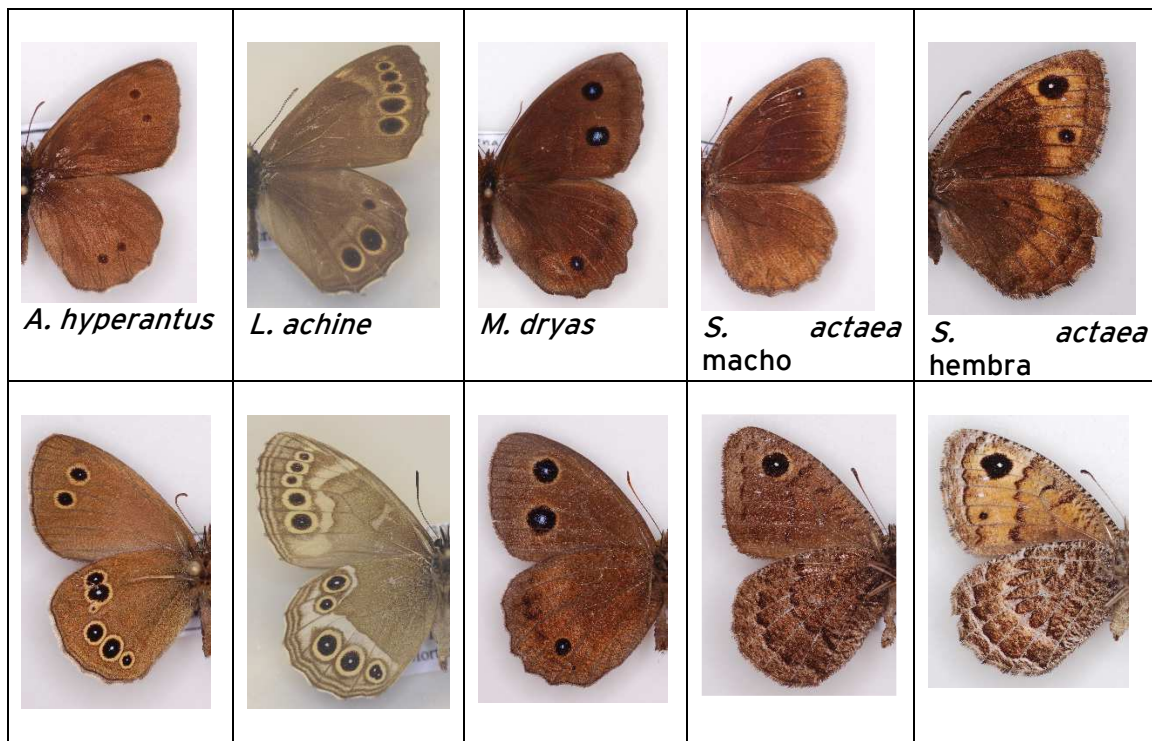 A. hyperantus
L. achine
M. dryas
S. actaea
macho
S. actaea
hembra